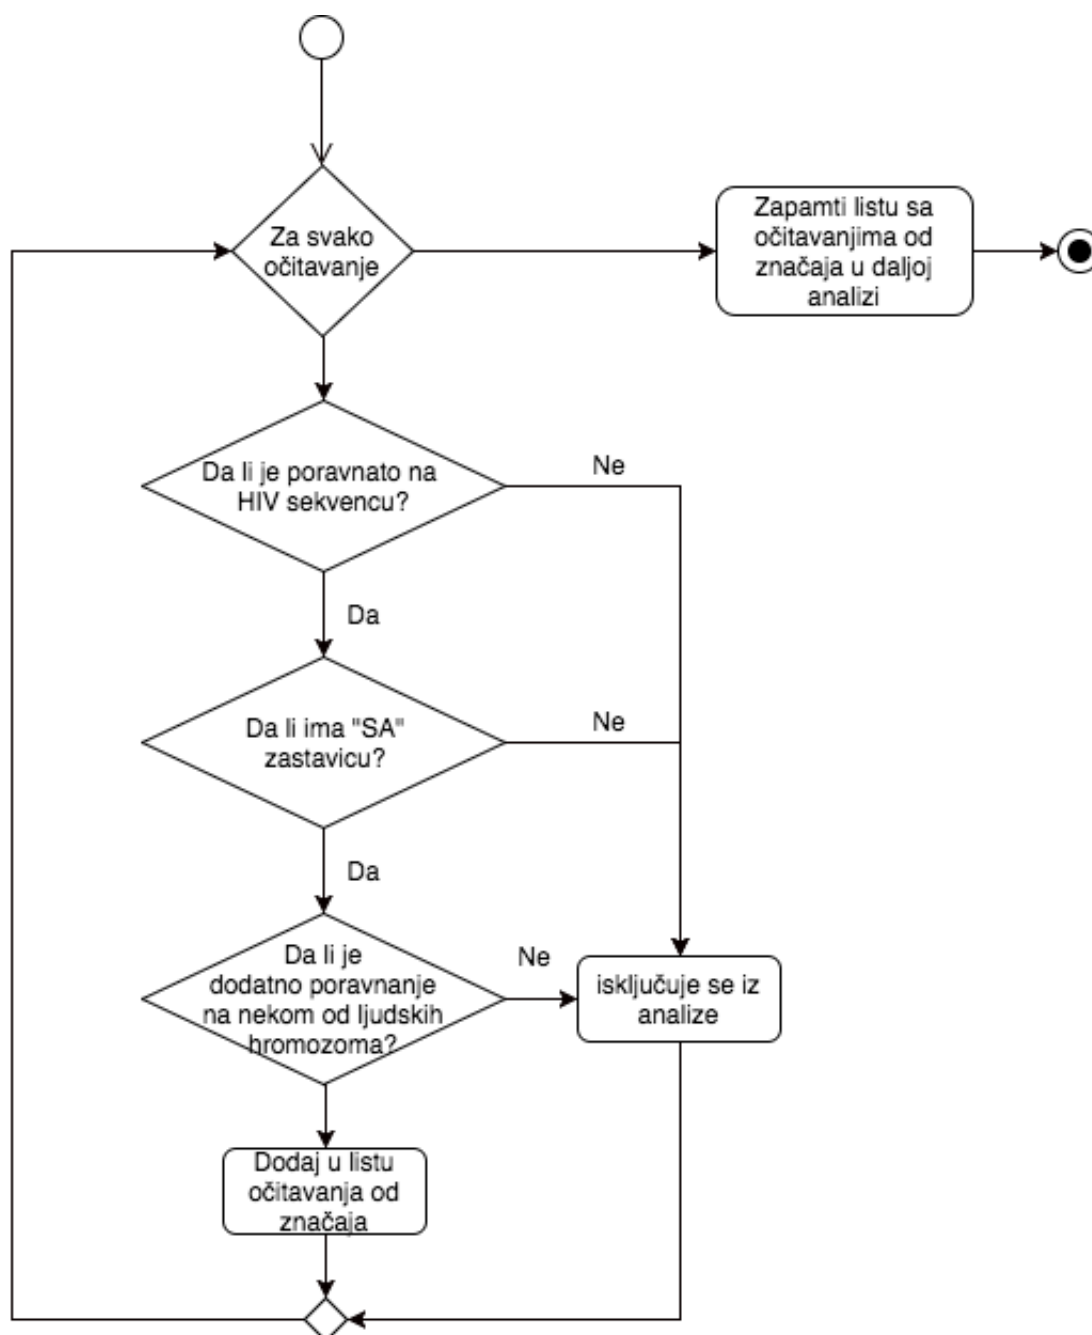 Za svako
očitavanje
Zapamti listu sa
očitavanjima od
značaja u daljoj
analizi
Da li je poravnato na
HIV sekvencu?
Ne
Da
Da li ima "SA"
zastavicu?
Ne
Da
Da li je
dodatno poravnanje
na nekom od ljudskih
hromozoma?
Ne
isključuje se iz
analize
Dodaj u listu
očitavanja od
značaja